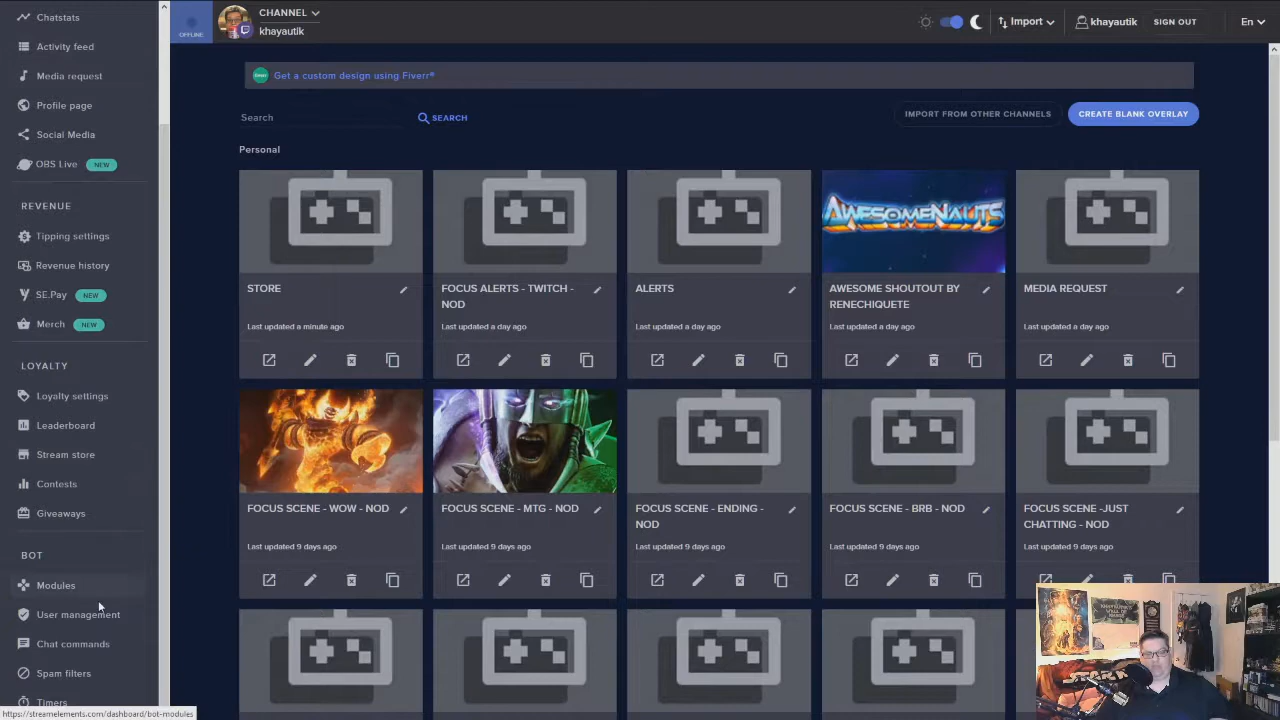 Chatstats
Activity feed
Media request
Profile page
Social Media
OBS Live NEW
REVENUE
Tipping settings
Revenue history
SE.Pay NEW
Merch NEW
LOYALTY
Loyalty settings
Leaderboard
Stream store
Contests
Giveaways
BOT
Modules
User management
Chat commands
Spam filters
Timers
https://streamelements.com/dashboard/bot-modules
OFFLINE
CHANNEL
khayautik
Import
khayautik
SIGN OUT
En
Get a custom design using Fiverr®
Search
SEARCH
IMPORT FROM OTHER CHANNELS
CREATE BLANK OVERLAY
Personal
STORE
Last updated a minute ago
FOCUS ALERTS - TWITCH -
NOD
Last updated a day ago
ALERTS
Last updated a day ago
AWESOMENAUTS
AWESOME SHOUTOUT BY
RENECHIQUETE
Last updated a day ago
MEDIA REQUEST
Last updated a day ago
FOCUS SCENE - WOW - NOD
Last updated 9 days ago
FOCUS SCENE - MTG - NOD
Last updated 9 days ago
FOCUS SCENE - ENDING -
NOD
Last updated 9 days ago
FOCUS SCENE - BRB - NOD
Last updated 9 days ago
FOCUS SCENE -JUST
CHATTING - NOD
Last updated 9 days ago